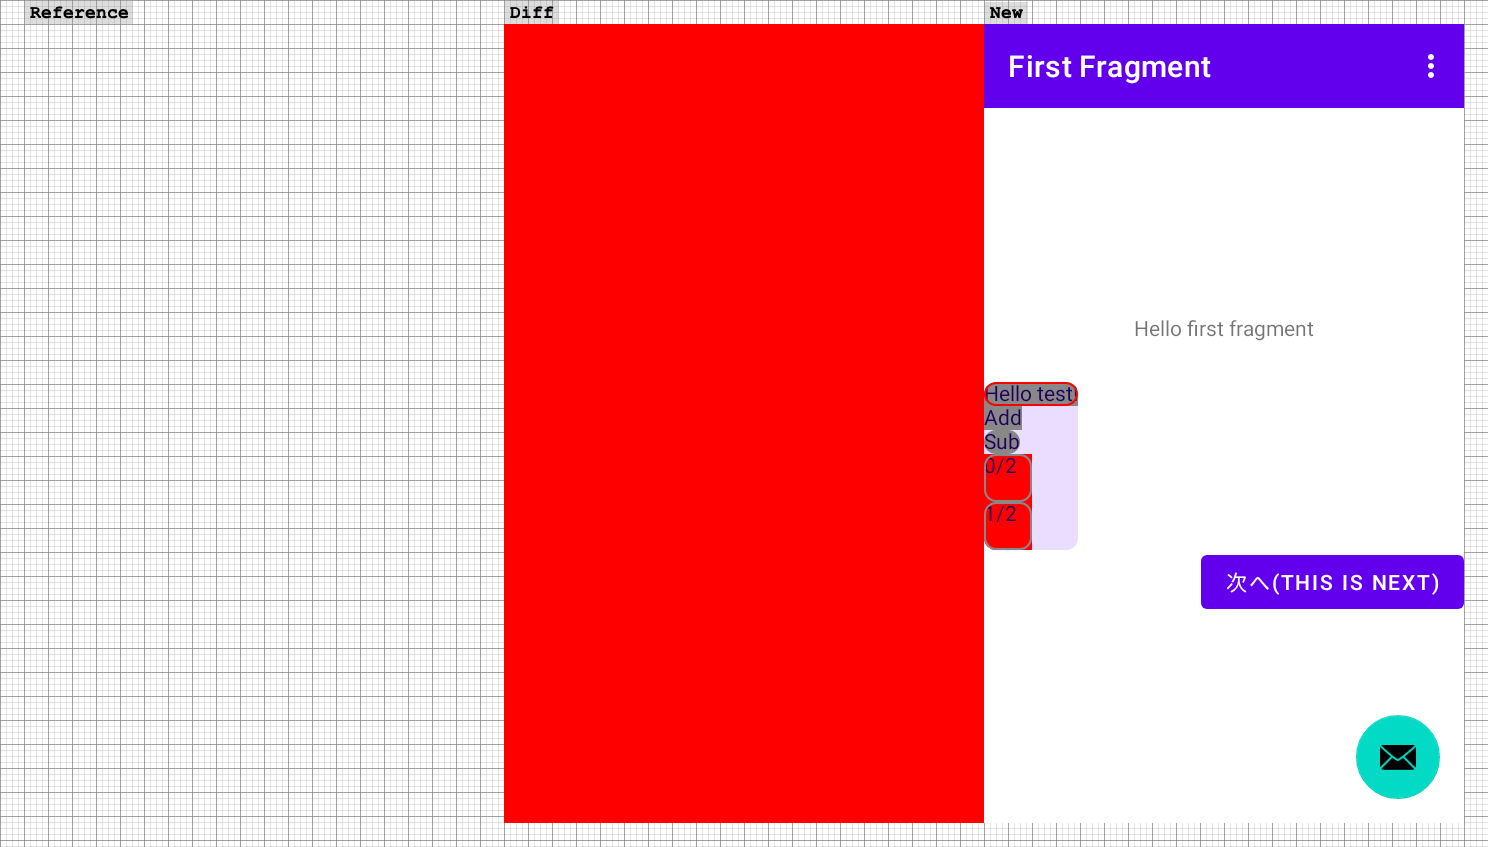 Reference
Diff
New
First Fragment
Hello first fragment
Hello test
Add
Sub
0/2
1/2
次へ(THIS IS NEXT)